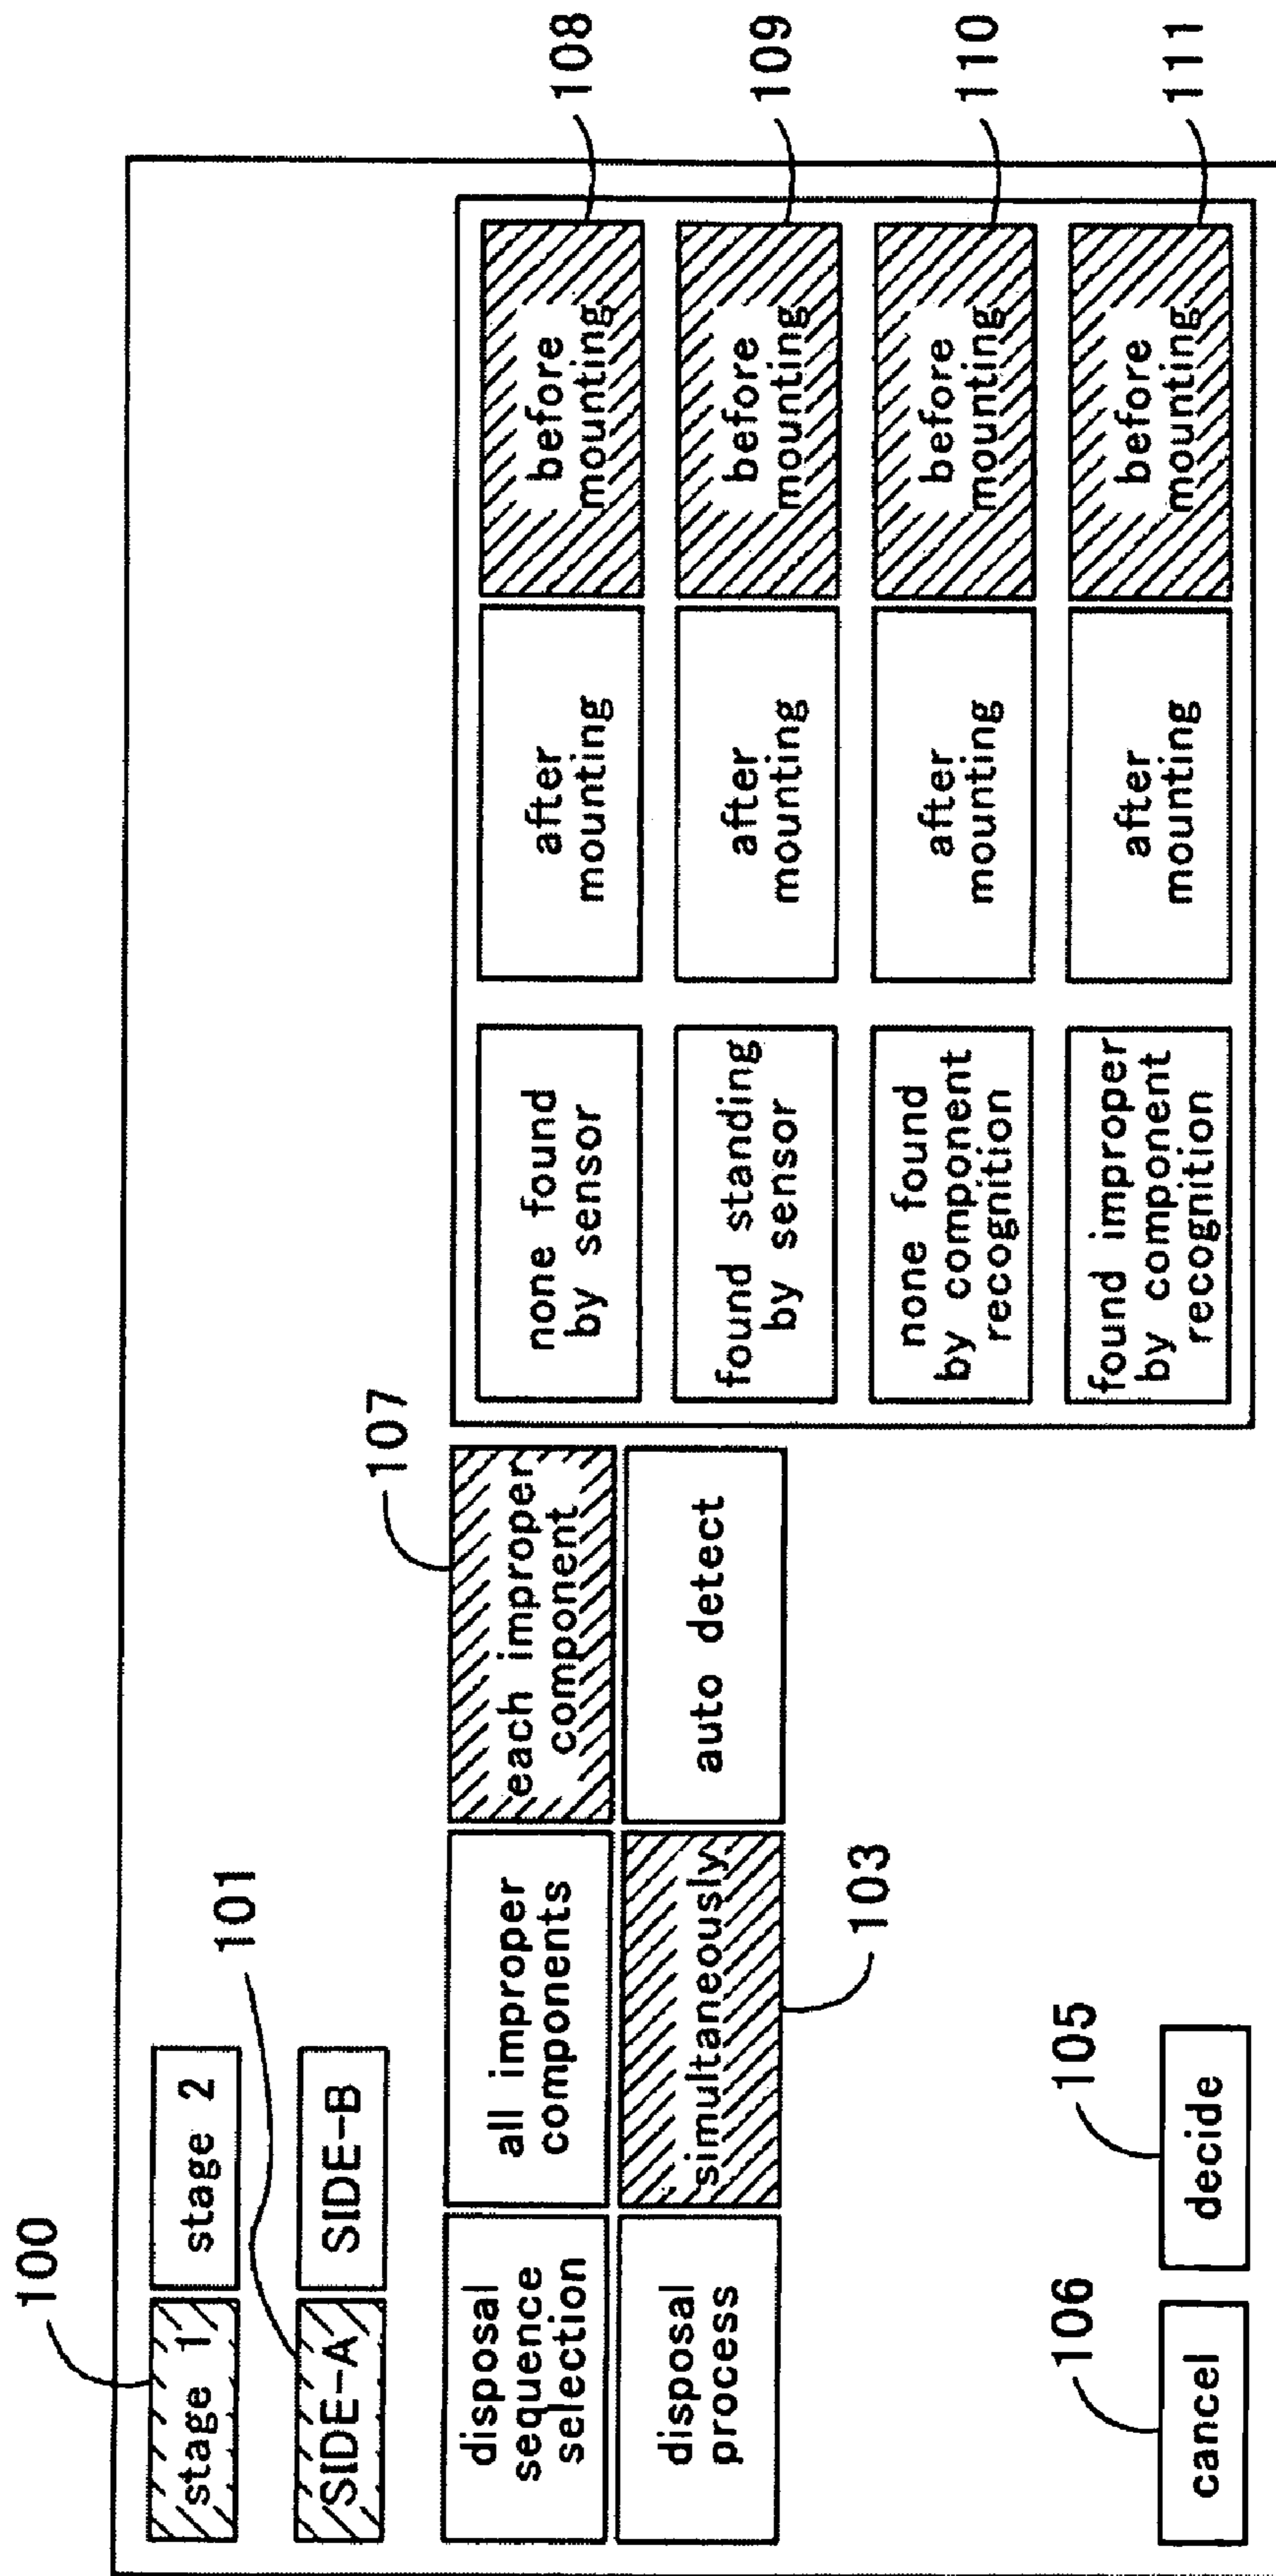 100
stage 1
stage 2
101
SIDE-A
SIDE-B
disposal
sequence
selection
all improper
components
each improper
component
107
disposal
process
simultaneously
103
auto detect
none found
by sensor
after
mounting
before
mounting
108
found standing
by sensor
after
mounting
before
mounting
109
none found
by component
recognition
after
mounting
before
mounting
110
found improper
by component
recognition
after
mounting
before
mounting
111
106
cancel
105
decide